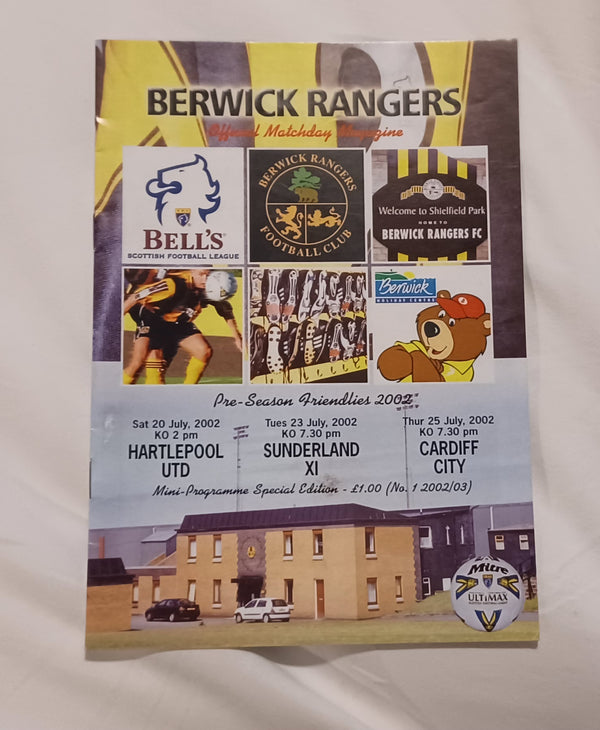 BERWICK RANGERS
Official Matchday Magazine
BELL'S
SCOTTISH FOOTBALL LEAGUE
BERWICK RANGERS
FOOTBALL CLUB
Welcome to Shielfield Park
HOME TO
BERWICK RANGERS FC
Berwick
HOLIDAY CENTRE
Pre-Season Friendlies 2002
Sat 20 July, 2002
KO 2 pm
HARTLEPOOL
UTD
Tues 23 July, 2002
KO 7.30 pm
SUNDERLAND
XI
Thur 25 July, 2002
KO 7.30 pm
CARDIFF
CITY
Mini-Programme Special Edition - £1.00 (No. 1 2002/03)
Mitre
ULTiMAX